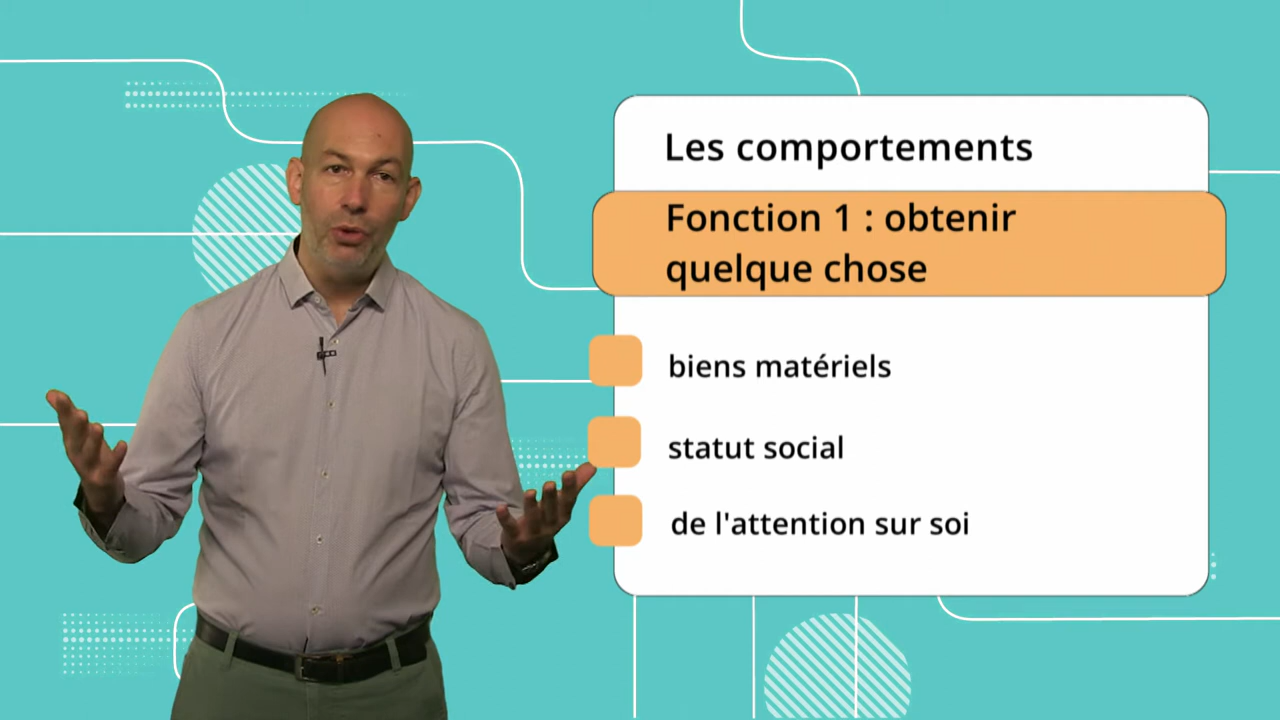 Les comportements
Fonction 1 : obtenir
quelque chose
biens matériels
statut social
de l'attention sur soi